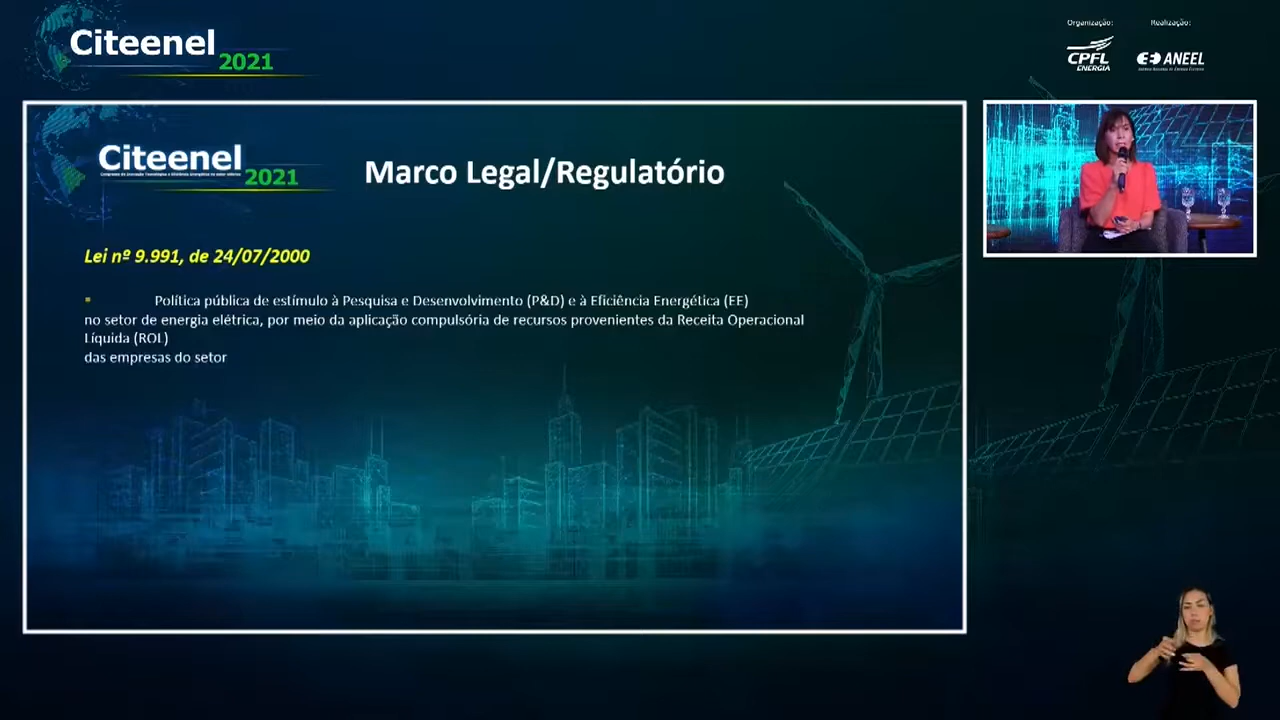 Citeenel
2021
Organização:
Realização:
CPFL
ENERGIA
ANEEL
Citeenel
2021
Marco Legal/Regulatório
Lei nº 9.991, de 24/07/2000
Política pública de estímulo à Pesquisa e Desenvolvimento (P&D) e à Eficiência Energética (EE)
no setor de energia elétrica, por meio da aplicação compulsória de recursos provenientes da Receita Operacional
Líquida (ROL)
das empresas do setor